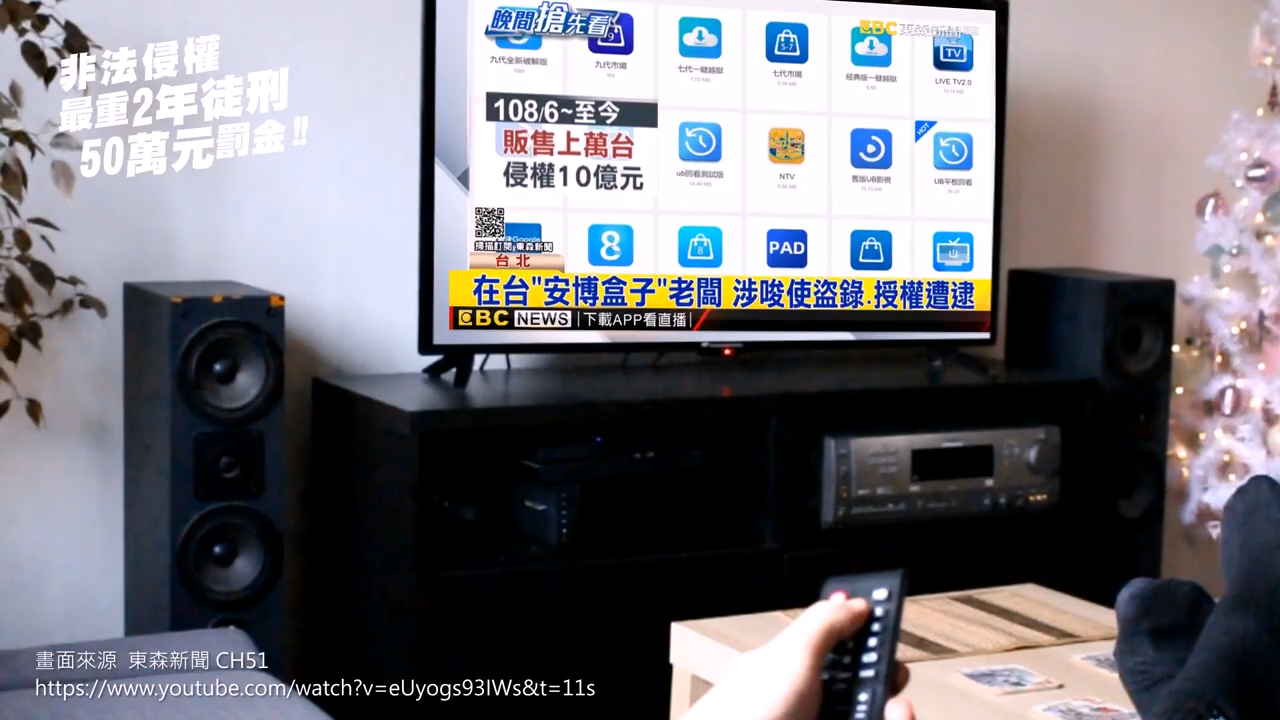 非法侵權
最重2年徒刑
50萬元罰金!!
晚間搶先看
EBC 東森新聞
九代全新破解版
九代市場
七代一鍵越獄
七代市場
經典版一鍵越獄
LIVE TV2.0
108/6~至今
販售上萬台
侵權10億元
ub回看測試版
NTV
舊版UB影視
HOT
UB平板回看
掃描訂閱 東森新聞
台北
8
PAD
在台"安博盒子"老闆 涉唆使盜錄.授權遭逮
EBC NEWS 下載APP看直播
畫面來源 東森新聞 CH51
https://www.youtube.com/watch?v=eUyogs93lWs&t=11s